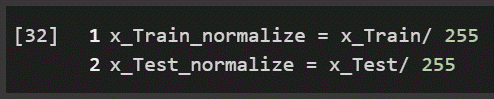 [32] 1 x_Train_normalize = x_Train/ 255
2 x_Test_normalize = x_Test/ 255